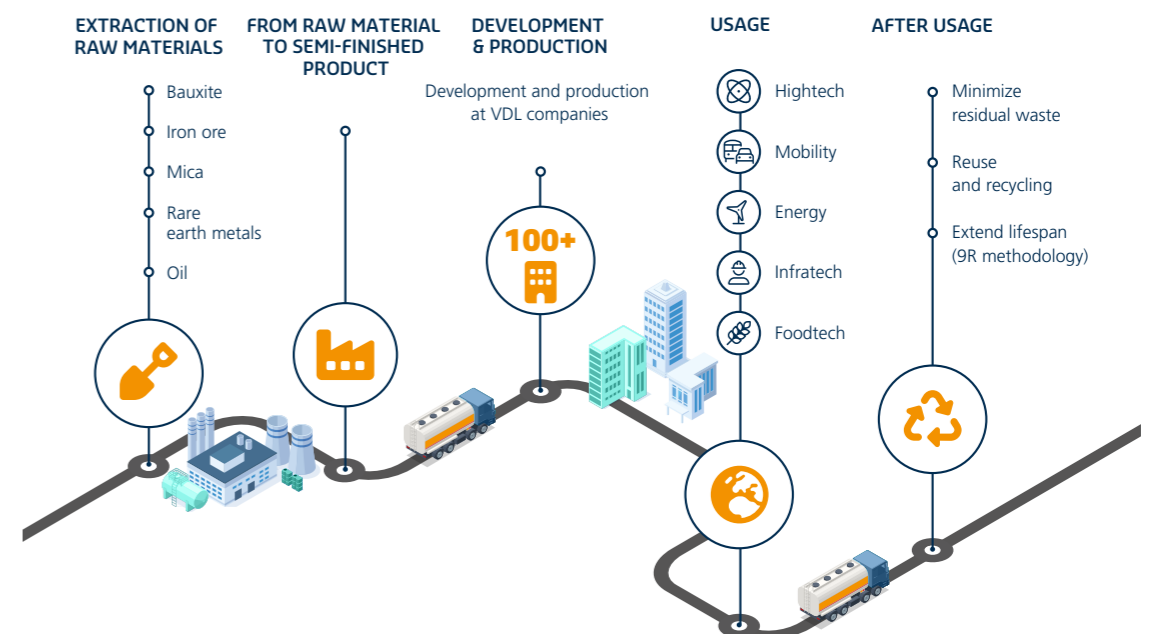 EXTRACTION OF
RAW MATERIALS
Bauxite
Iron ore
Mica
Rare
earth metals
Oil
FROM RAW MATERIAL
TO SEMI-FINISHED
PRODUCT
DEVELOPMENT
& PRODUCTION
Development and production
at VDL companies
100+
USAGE
Hightech
Mobility
Energy
Infratech
Foodtech
AFTER USAGE
Minimize
residual waste
Reuse
and recycling
Extend lifespan
(9R methodology)